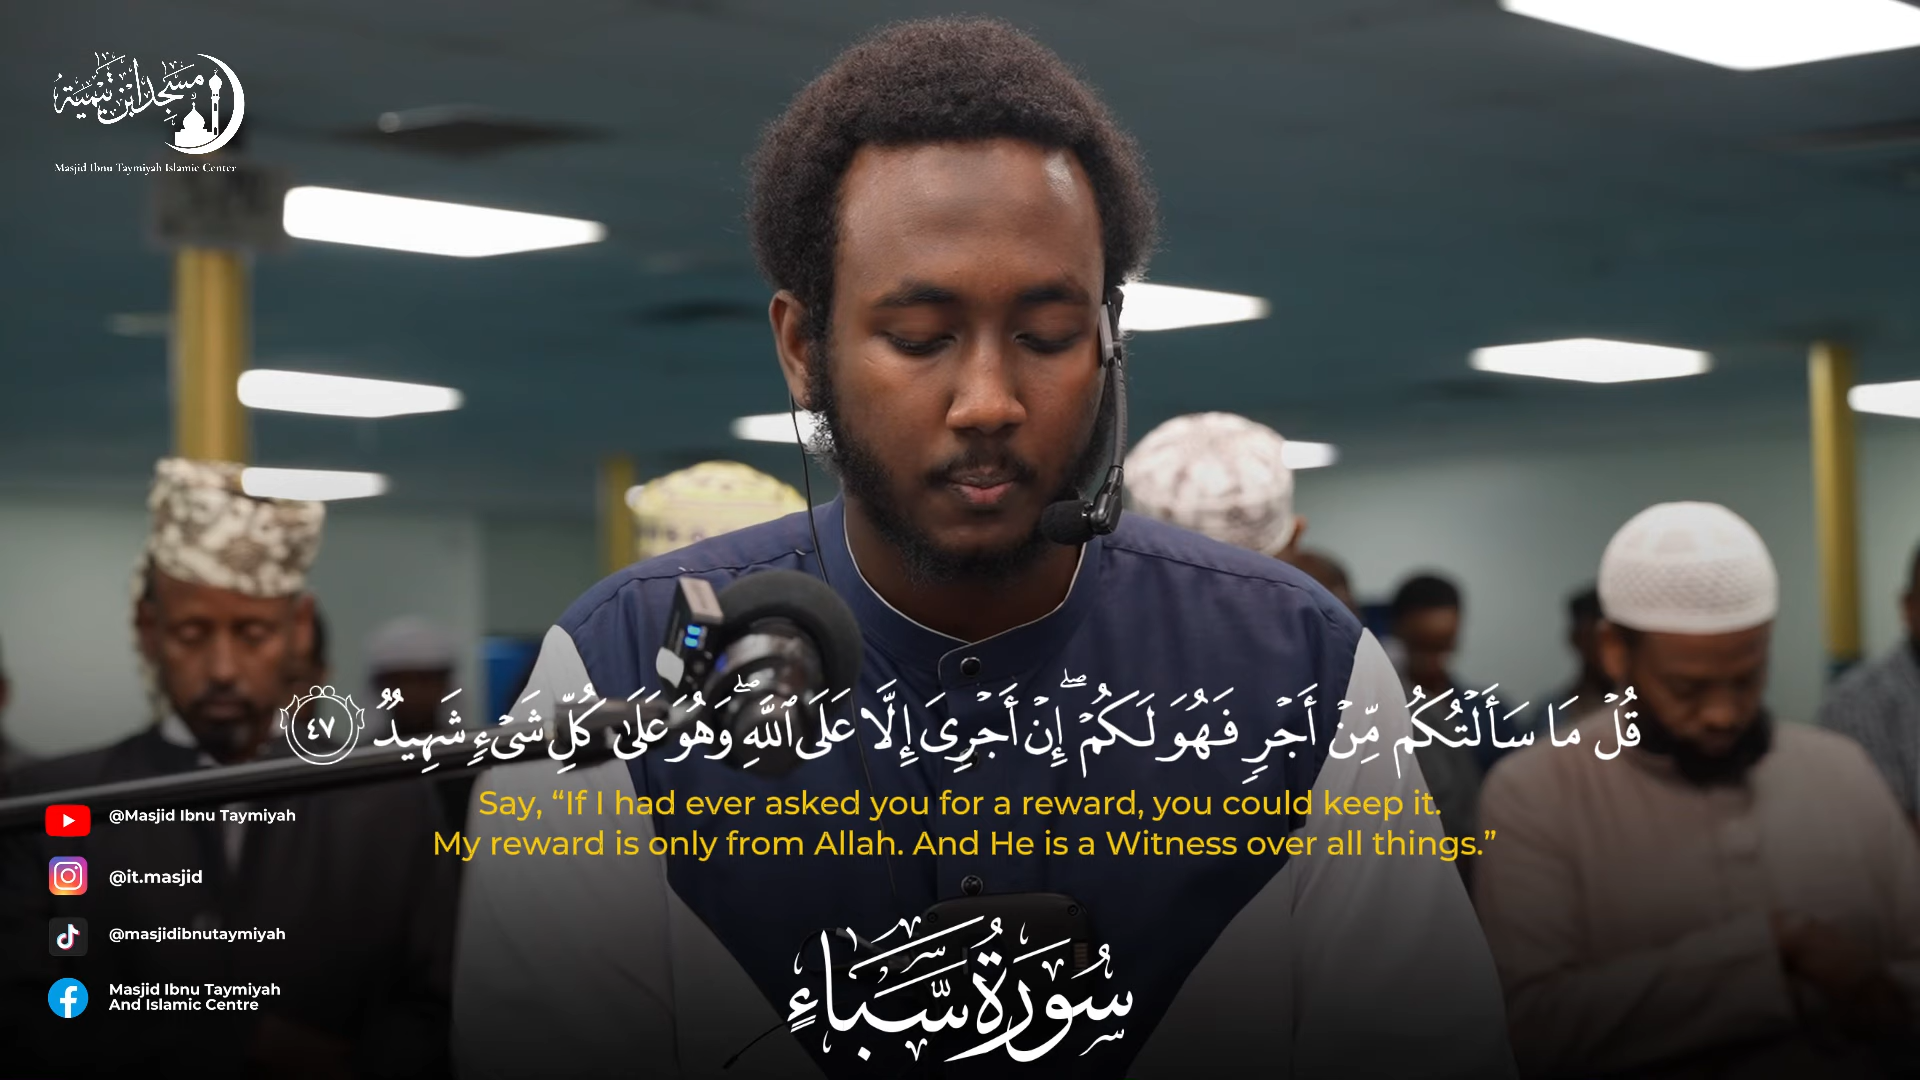 مسجد ابن تيمية
Masjid Ibnu Taymiyah Islamic Center
قُلْ مَا سَأَلْتُكُم مِّنْ أَجْرٍ فَهُوَ لَكُمْ ۖ إِنْ أَجْرِىَ إِلَّا عَلَى ٱللَّهِ ۖ وَهُوَ عَلَىٰ كُلِّ شَىْءٍ شَهِيدٌ ٤٧
Say, “If I had ever asked you for a reward, you could keep it.
My reward is only from Allah. And He is a Witness over all things.”
@Masjid Ibnu Taymiyah
@it.masjid
@masjidibnutaymiyah
Masjid Ibnu Taymiyah
And Islamic Centre
سُورَةُ سَبَإٍ